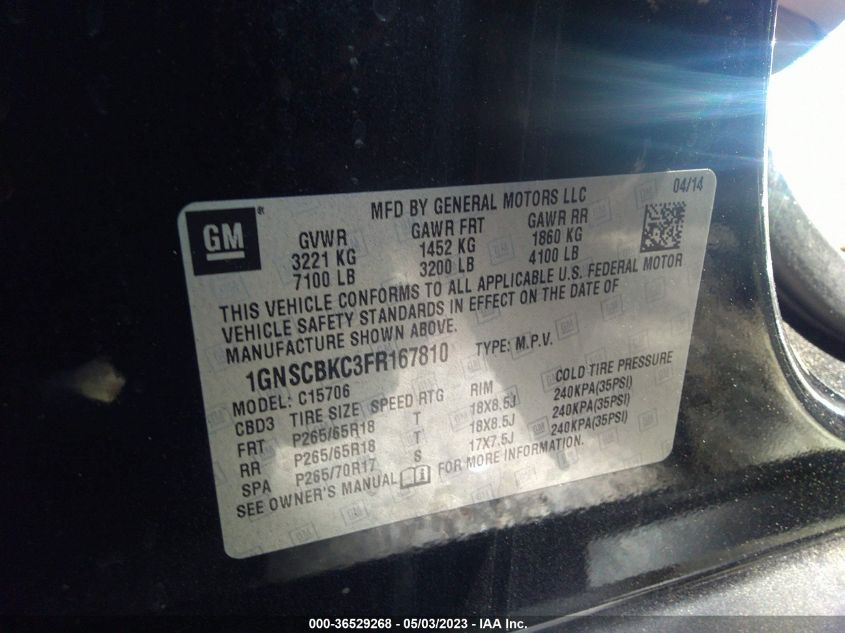 GM®
MFD BY GENERAL MOTORS LLC
04/14
GVWR GAWR FRT GAWR RR
3221 KG 1452 KG 1860 KG
7100 LB 3200 LB 4100 LB
THIS VEHICLE CONFORMS TO ALL APPLICABLE U.S. FEDERAL MOTOR
VEHICLE SAFETY STANDARDS IN EFFECT ON THE DATE OF
MANUFACTURE SHOWN ABOVE.
1GNSCBKC3FR167810 TYPE: M.P.V.
MODEL: C15706
CBD3 TIRE SIZE SPEED RTG RIM COLD TIRE PRESSURE
FRT P265/65R18 T 18X8.5J 240KPA(35PSI)
RR P265/65R18 T 18X8.5J 240KPA(35PSI)
SPA P265/70R17 S 17X7.5J 240KPA(35PSI)
SEE OWNER'S MANUAL FOR MORE INFORMATION.
000-36529268 - 05/03/2023 - IAA Inc.